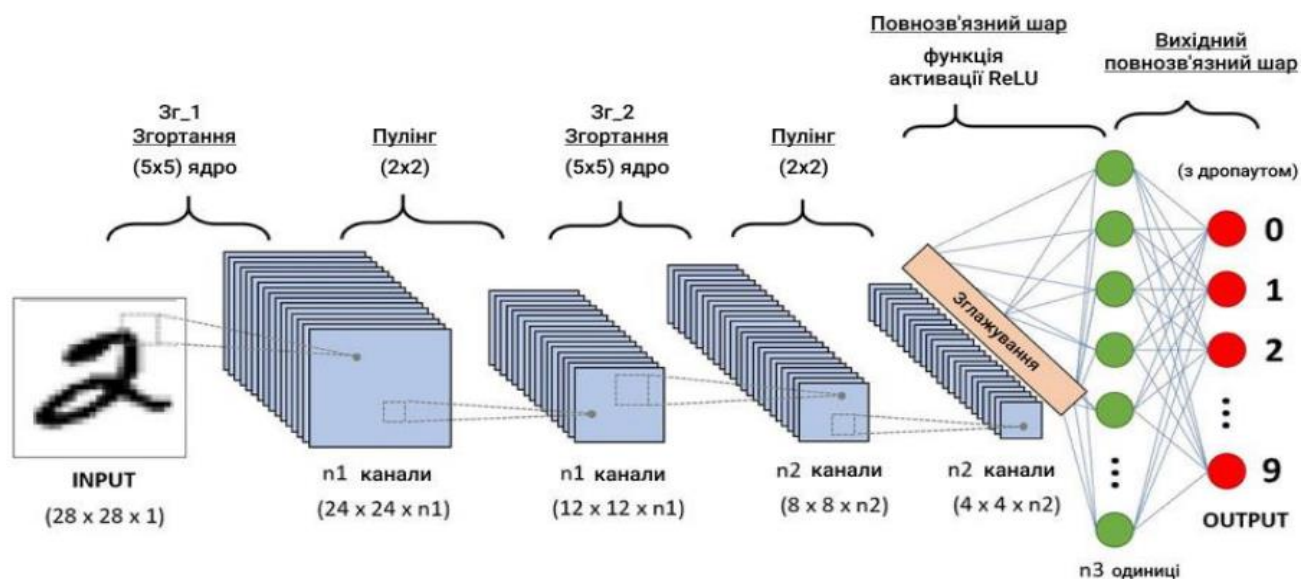 Повнозв'язний шар
функція
активації ReLU
Вихідний
повнозв'язний шар
(з дропаутом)
Зг_1
Згортання
(5x5) ядро
Пулінг
(2x2)
Зг_2
Згортання
(5x5) ядро
Пулінг
(2x2)
Зглажування
INPUT
(28 x 28 x 1)
n1 канали
(24 x 24 x n1)
n1 канали
(12 x 12 x n1)
n2 канали
(8 x 8 x n2)
n2 канали
(4 x 4 x n2)
n3 одиниці
0
1
2
...
9
OUTPUT